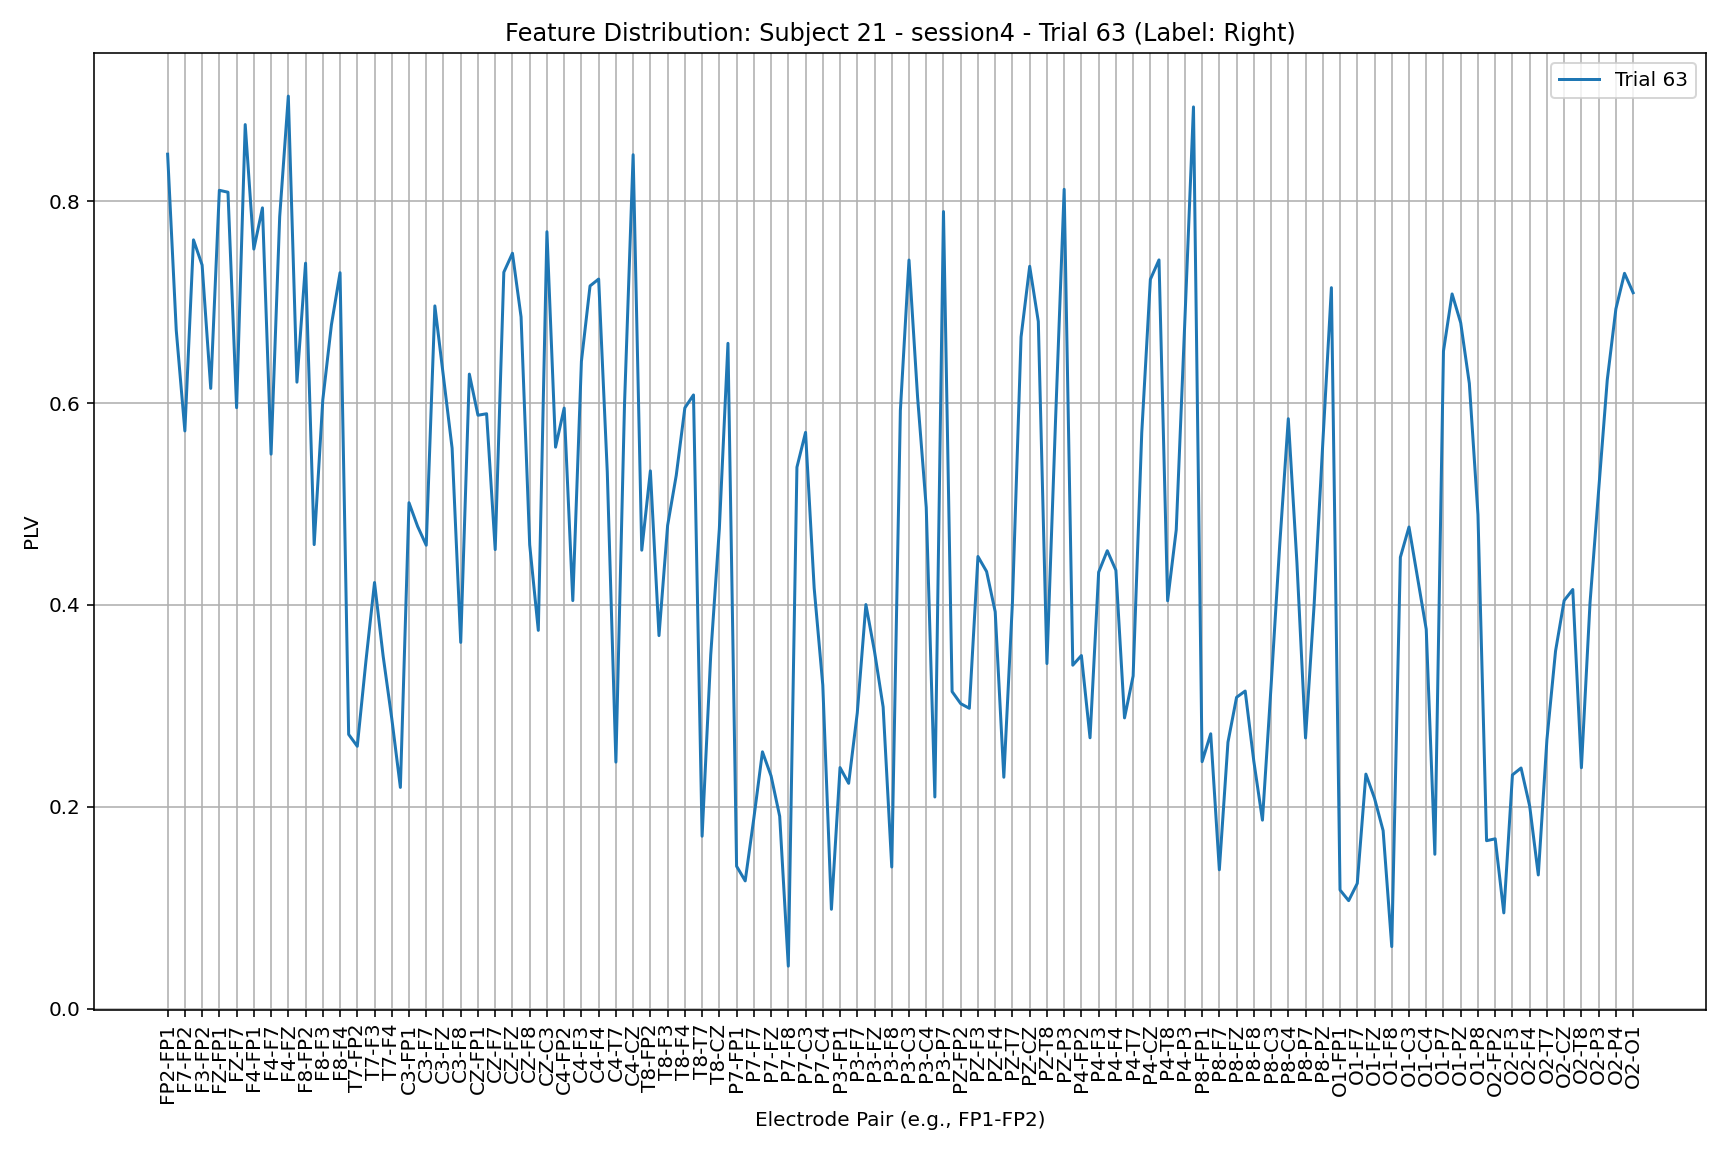 Feature Distribution: Subject 21 - session4 - Trial 63 (Label: Right)
Trial 63
PLV
0.8
0.6
0.4
0.2
0.0
FP2-FP1
F7-FP2
F3-FP2
FZ-FP1
FZ-F7
F4-FP1
F4-F7
F4-FZ
F8-FP2
F8-F3
F8-F4
T7-FP2
T7-F3
T7-F4
C3-FP1
C3-F7
C3-FZ
C3-F8
CZ-FP1
CZ-F7
CZ-FZ
CZ-F8
CZ-C3
C4-FP2
C4-F3
C4-F4
C4-T7
C4-CZ
T8-FP2
T8-F3
T8-F4
T8-T7
T8-CZ
P7-FP1
P7-F7
P7-FZ
P7-F8
P7-C3
P7-C4
P3-FP1
P3-F7
P3-FZ
P3-F8
P3-C3
P3-C4
P3-P7
PZ-FP2
PZ-F3
PZ-F4
PZ-T7
PZ-CZ
PZ-T8
PZ-P3
P4-FP2
P4-F3
P4-F4
P4-T7
P4-CZ
P4-T8
P4-P3
P8-FP1
P8-F7
P8-FZ
P8-F8
P8-C3
P8-C4
P8-P7
P8-PZ
O1-FP1
O1-F7
O1-FZ
O1-F8
O1-C3
O1-C4
O1-P7
O1-PZ
O1-P8
O2-FP2
O2-F3
O2-F4
O2-T7
O2-CZ
O2-T8
O2-P3
O2-P4
O2-O1
Electrode Pair (e.g., FP1-FP2)